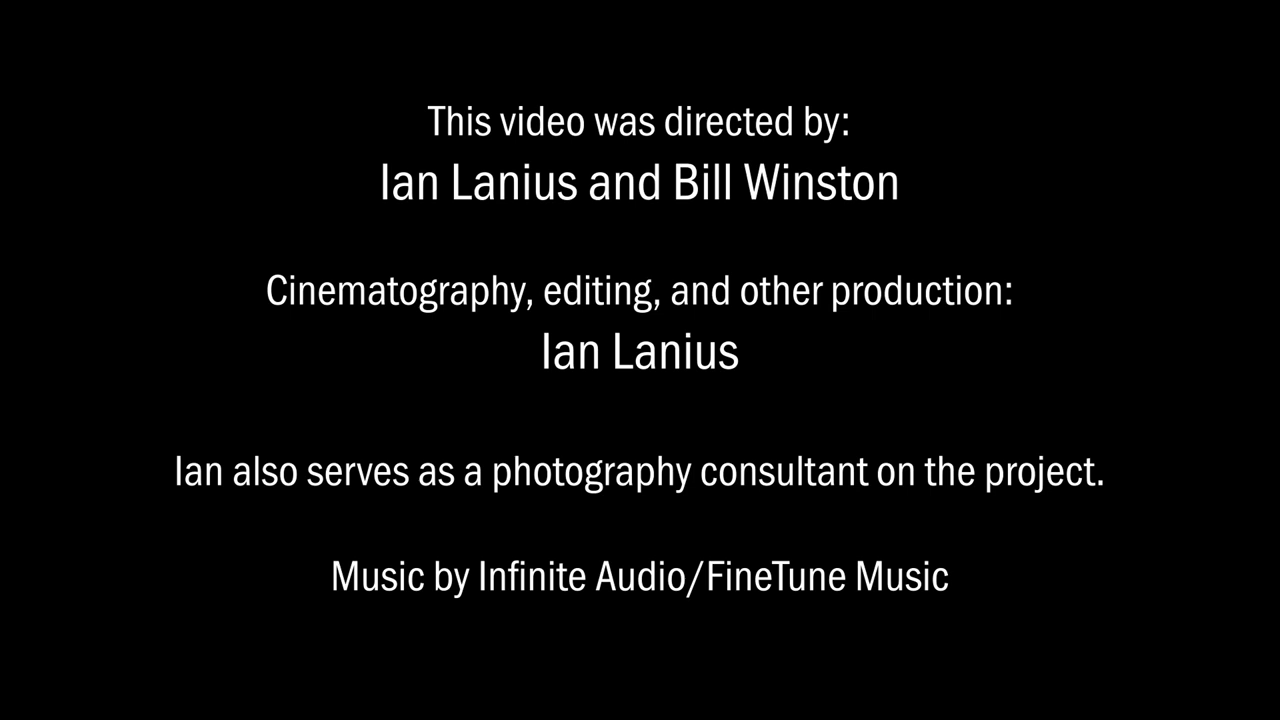 This video was directed by:
Ian Lanius and Bill Winston
Cinematography, editing, and other production:
Ian Lanius
Ian also serves as a photography consultant on the project.
Music by Infinite Audio/FineTune Music